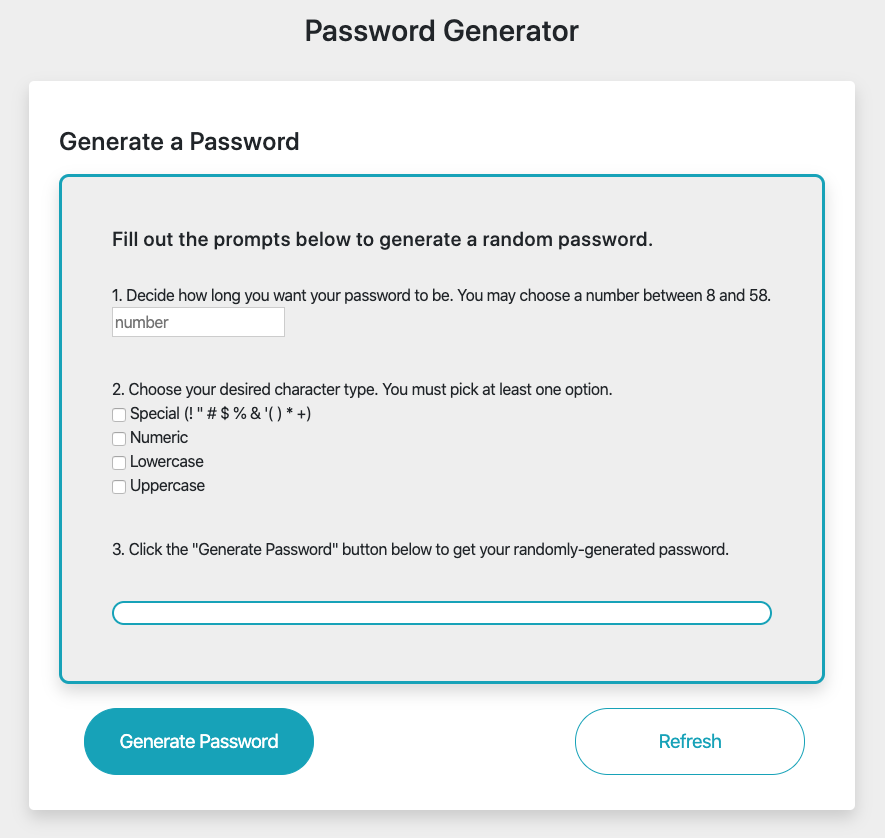 Password Generator
Generate a Password
Fill out the prompts below to generate a random password.
1. Decide how long you want your password to be. You may choose a number between 8 and 58.
number
2. Choose your desired character type. You must pick at least one option.
Special (! " # $ % & '( ) * +)
Numeric
Lowercase
Uppercase
3. Click the "Generate Password" button below to get your randomly-generated password.
Generate Password
Refresh